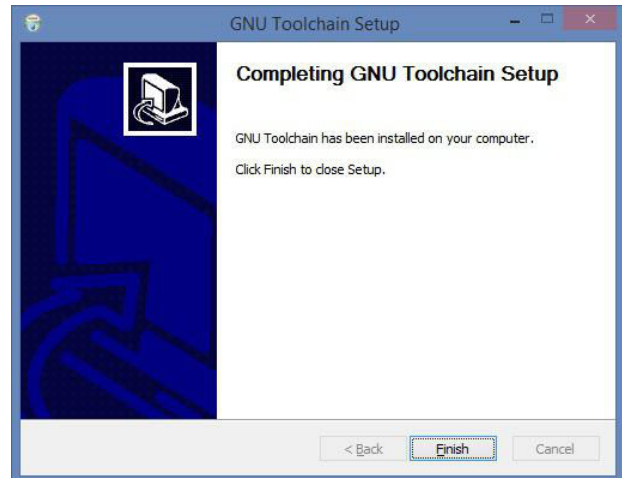 GNU Toolchain Setup
Completing GNU Toolchain Setup
GNU Toolchain has been installed on your computer.
Click Finish to close Setup.
< Back
Finish
Cancel